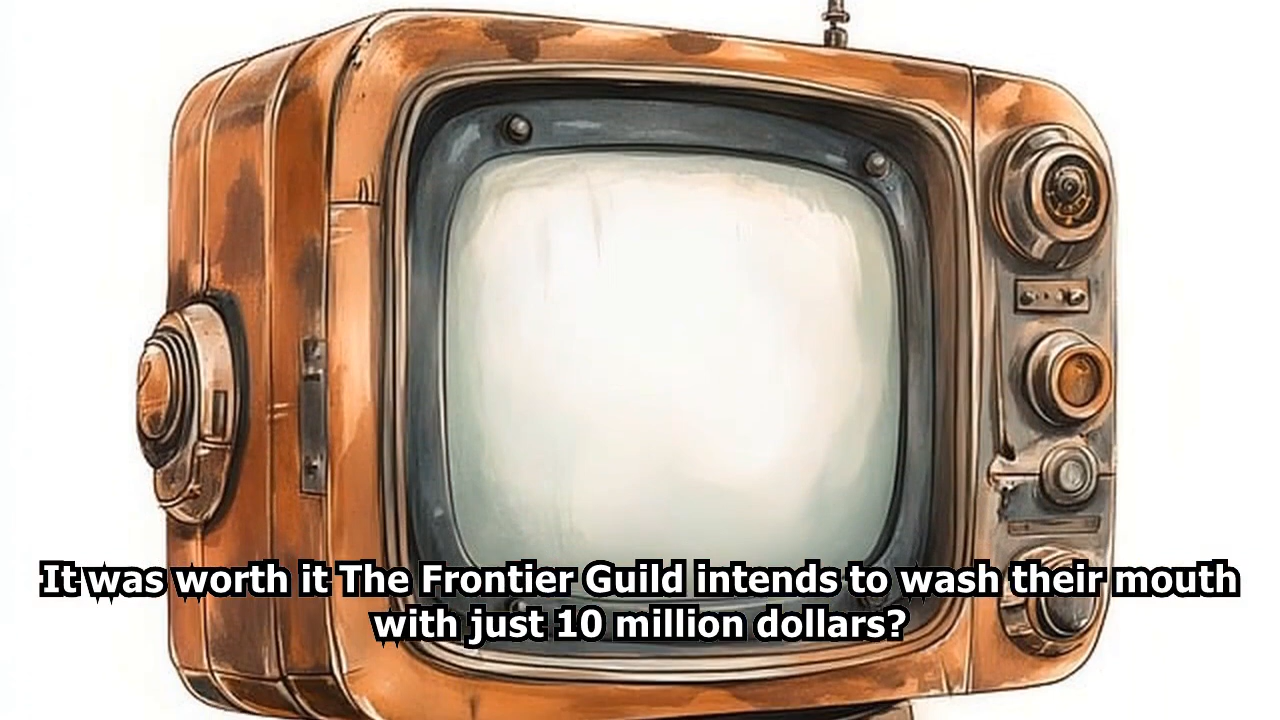 It was worth it The Frontier Guild intends to wash their mouth
with just 10 million dollars?